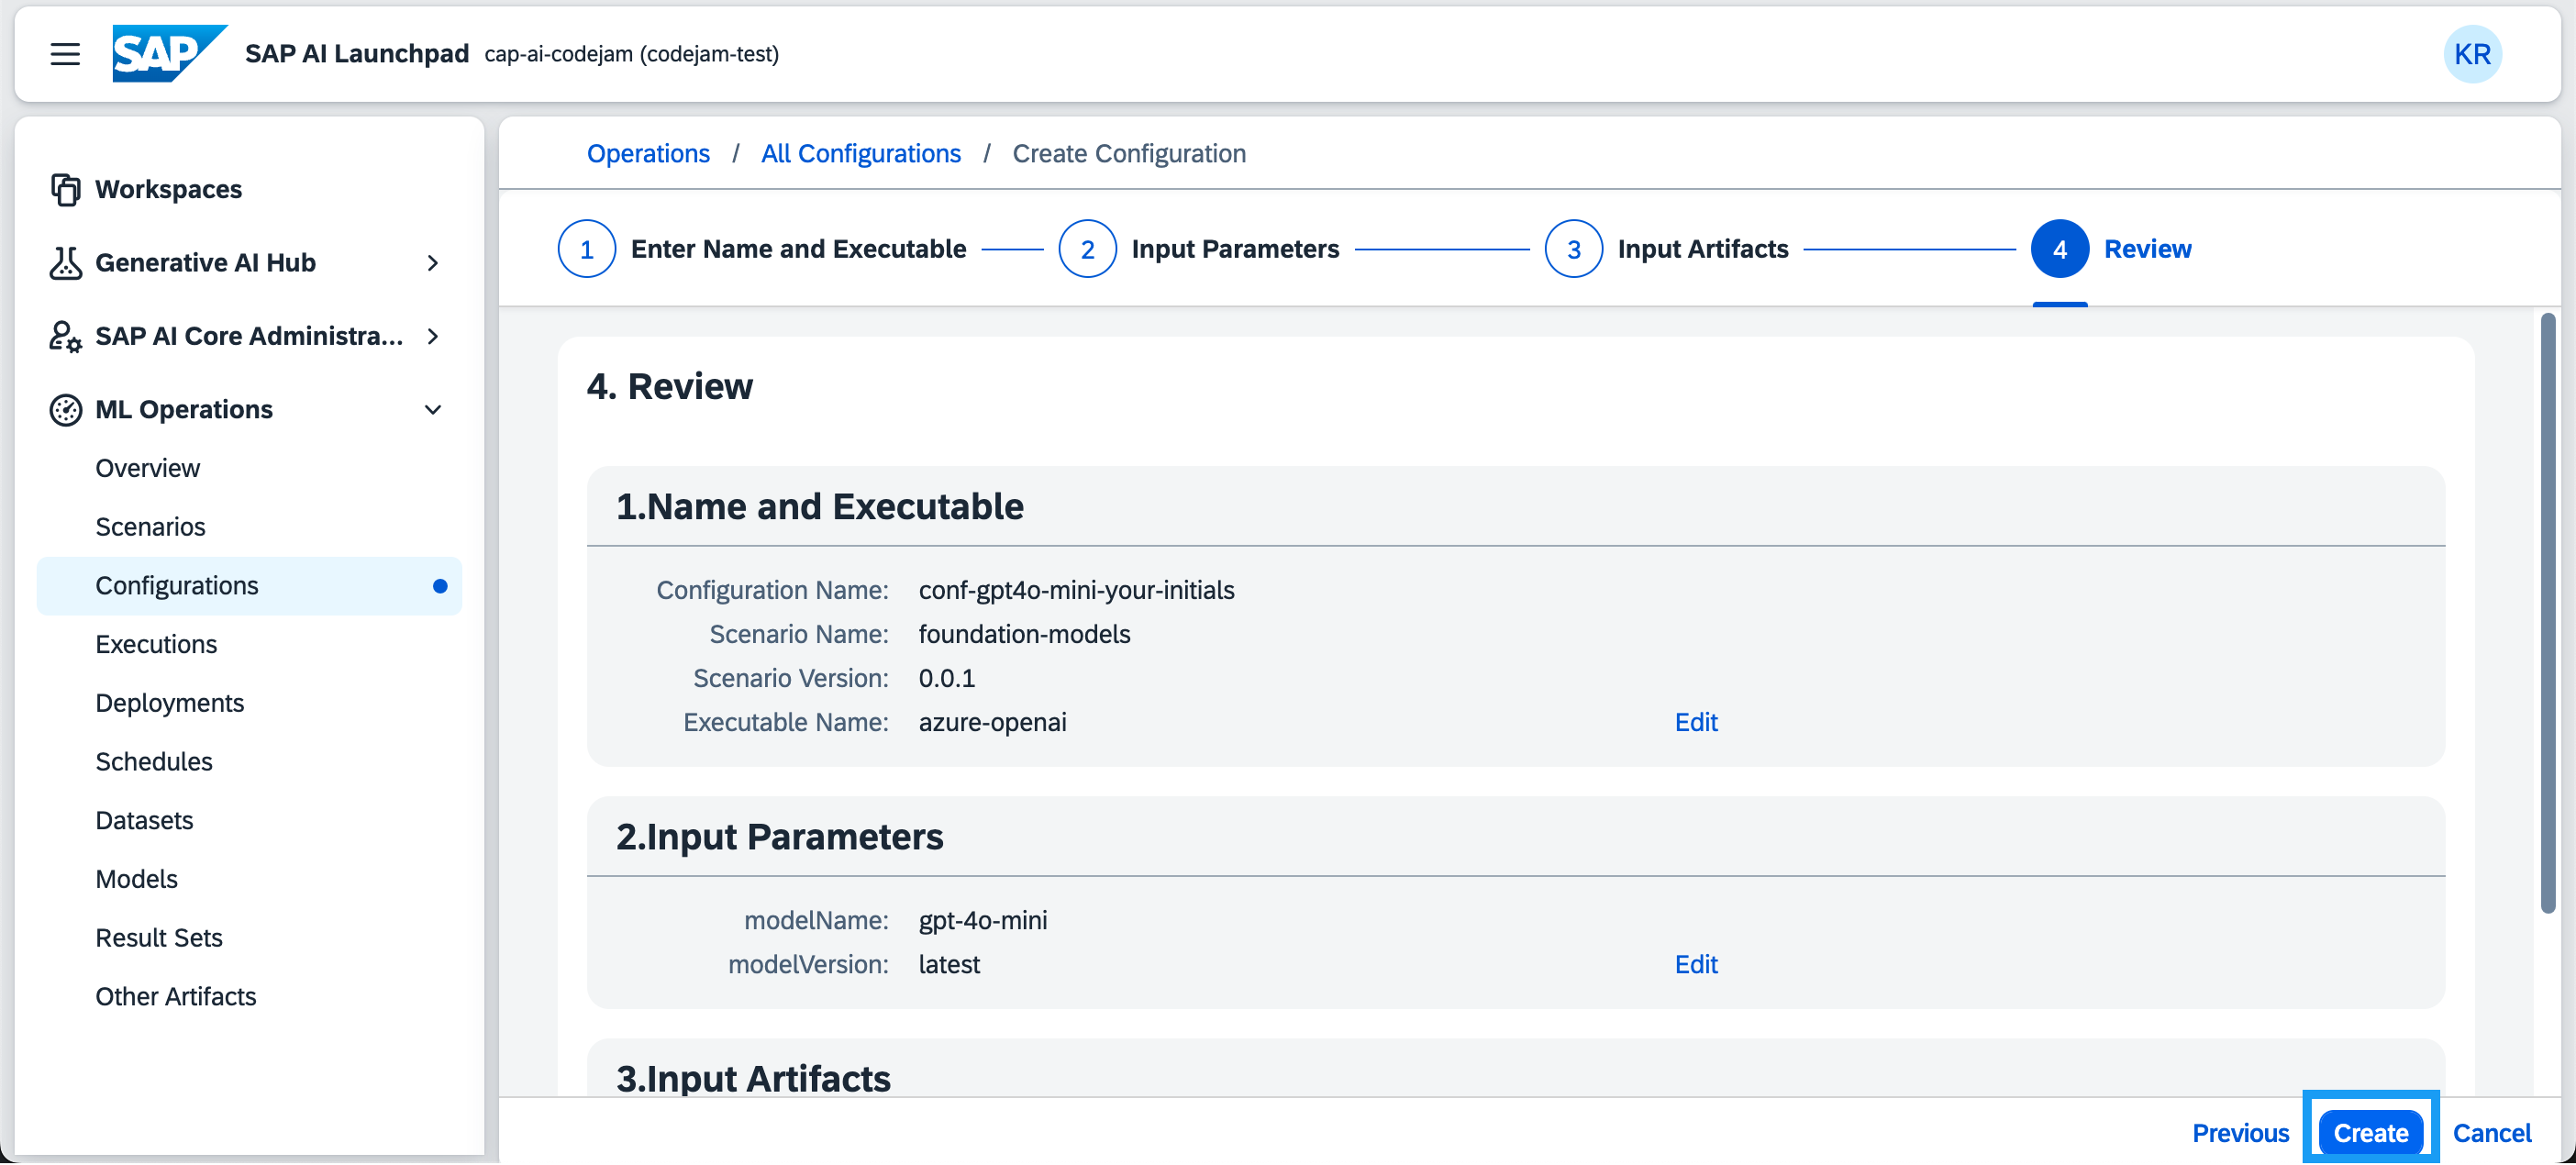 SAP
SAP AI Launchpad cap-ai-codejam (codejam-test)
KR
Workspaces
Generative AI Hub
SAP AI Core Administra...
ML Operations
Overview
Scenarios
Configurations
Executions
Deployments
Schedules
Datasets
Models
Result Sets
Other Artifacts
Operations / All Configurations / Create Configuration
1 Enter Name and Executable 2 Input Parameters 3 Input Artifacts 4 Review
4. Review
1.Name and Executable
Configuration Name: conf-gpt4o-mini-your-initials
Scenario Name: foundation-models
Scenario Version: 0.0.1
Executable Name: azure-openai Edit
2.Input Parameters
modelName: gpt-4o-mini
modelVersion: latest Edit
3.Input Artifacts
Previous Create Cancel